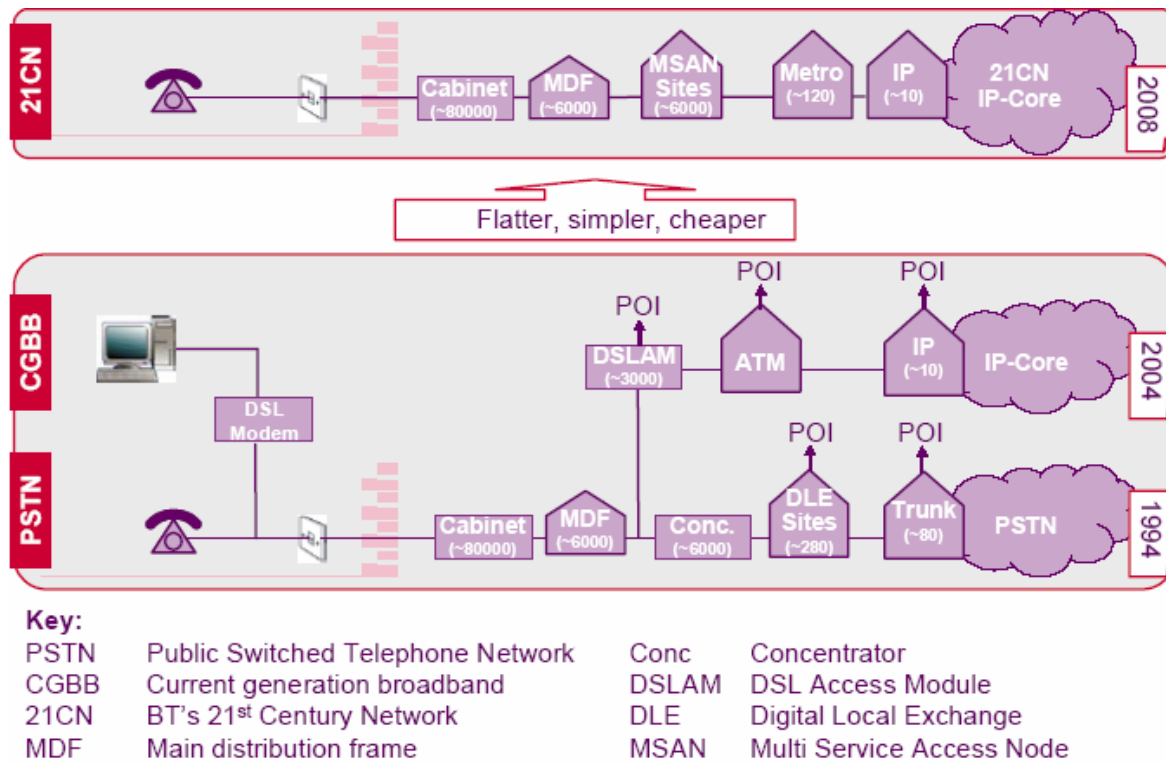 21CN
Cabinet
(~80000)
MDF
(~6000)
MSAN
Sites
(~6000)
Metro
(~120)
IP
(~10)
21CN
IP-Core
2008
Flatter, simpler, cheaper
CGBB
DSL
Modem
POI
DSLAM
(~3000)
POI
ATM
POI
IP
(~10)
IP-Core
2004
PSTN
Cabinet
(~80000)
MDF
(~6000)
Conc.
(~6000)
POI
DLE
Sites
(~280)
POI
Trunk
(~80)
PSTN
1994
Key:
PSTN Public Switched Telephone Network
CGBB Current generation broadband
21CN BT's 21st Century Network
MDF Main distribution frame
Conc Concentrator
DSLAM DSL Access Module
DLE Digital Local Exchange
MSAN Multi Service Access Node